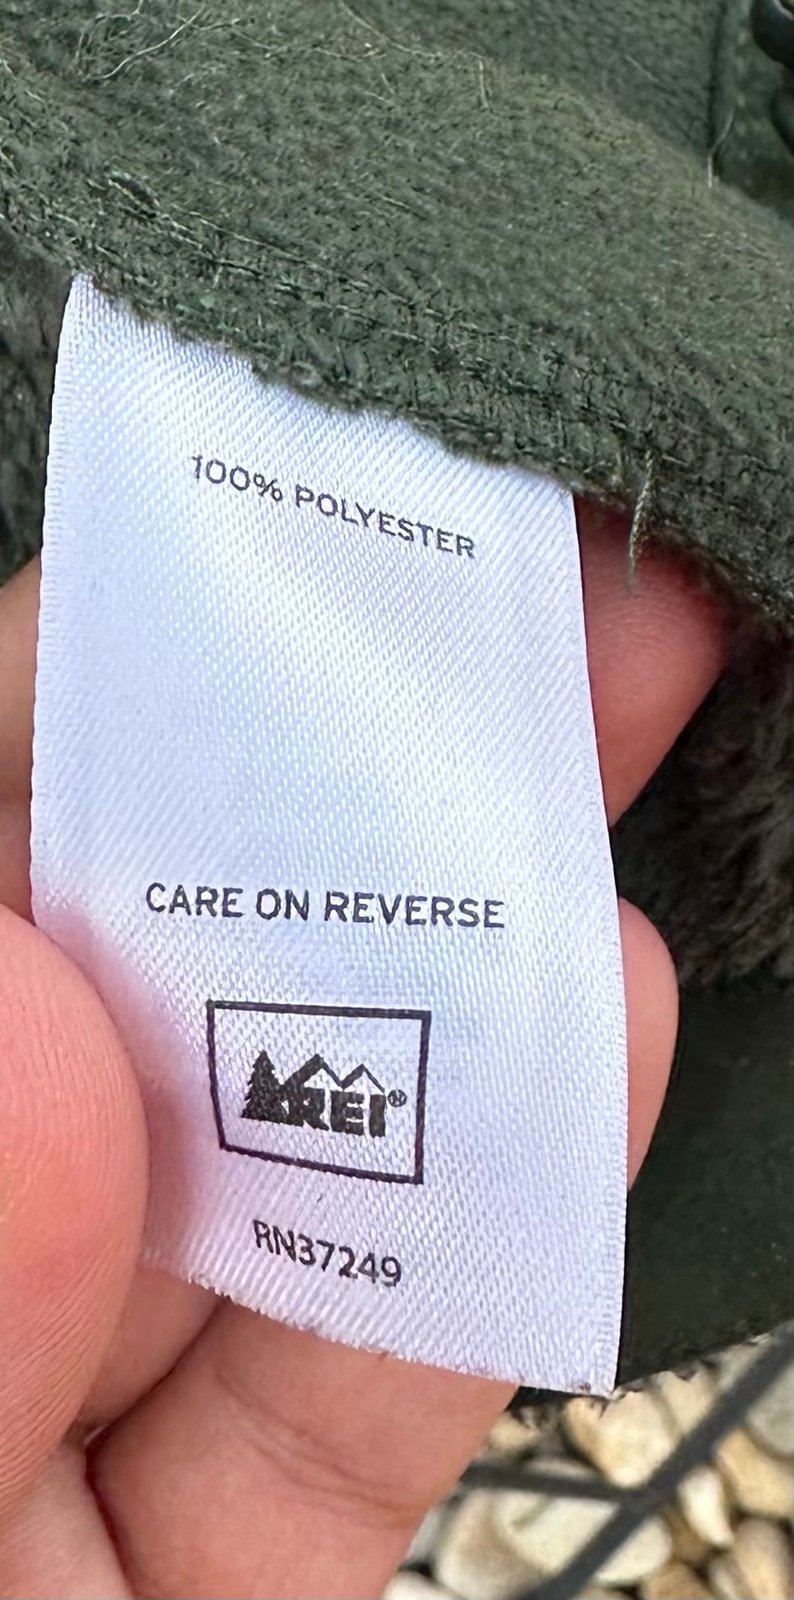 100% POLYESTER
CARE ON REVERSE
REI®
RN37249